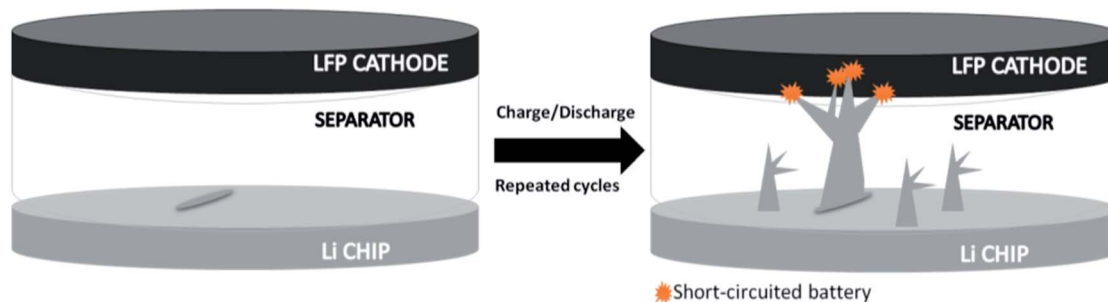 LFP CATHODE
SEPARATOR
Li CHIP
Charge/Discharge
Repeated cycles
LFP CATHODE
SEPARATOR
Li CHIP
Short-circuited battery